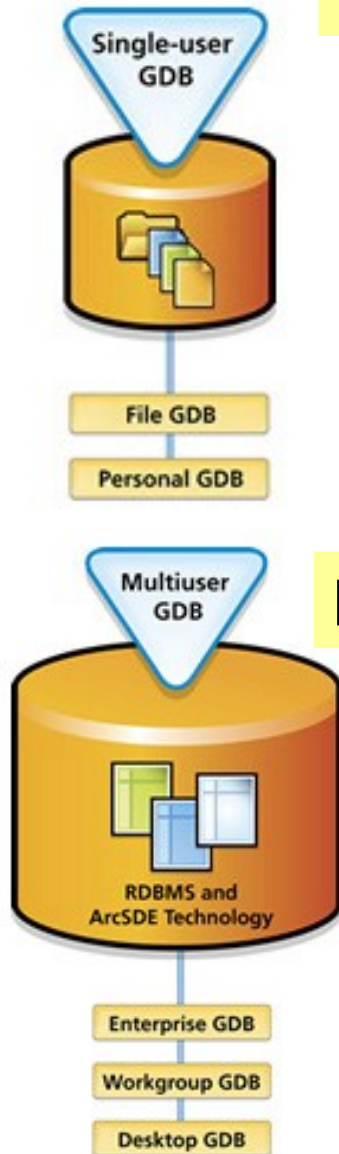 Single-user
GDB
File GDB
Personal GDB
Multiuser
GDB
RDBMS and
ArcSDE Technology
Enterprise GDB
Workgroup GDB
Desktop GDB